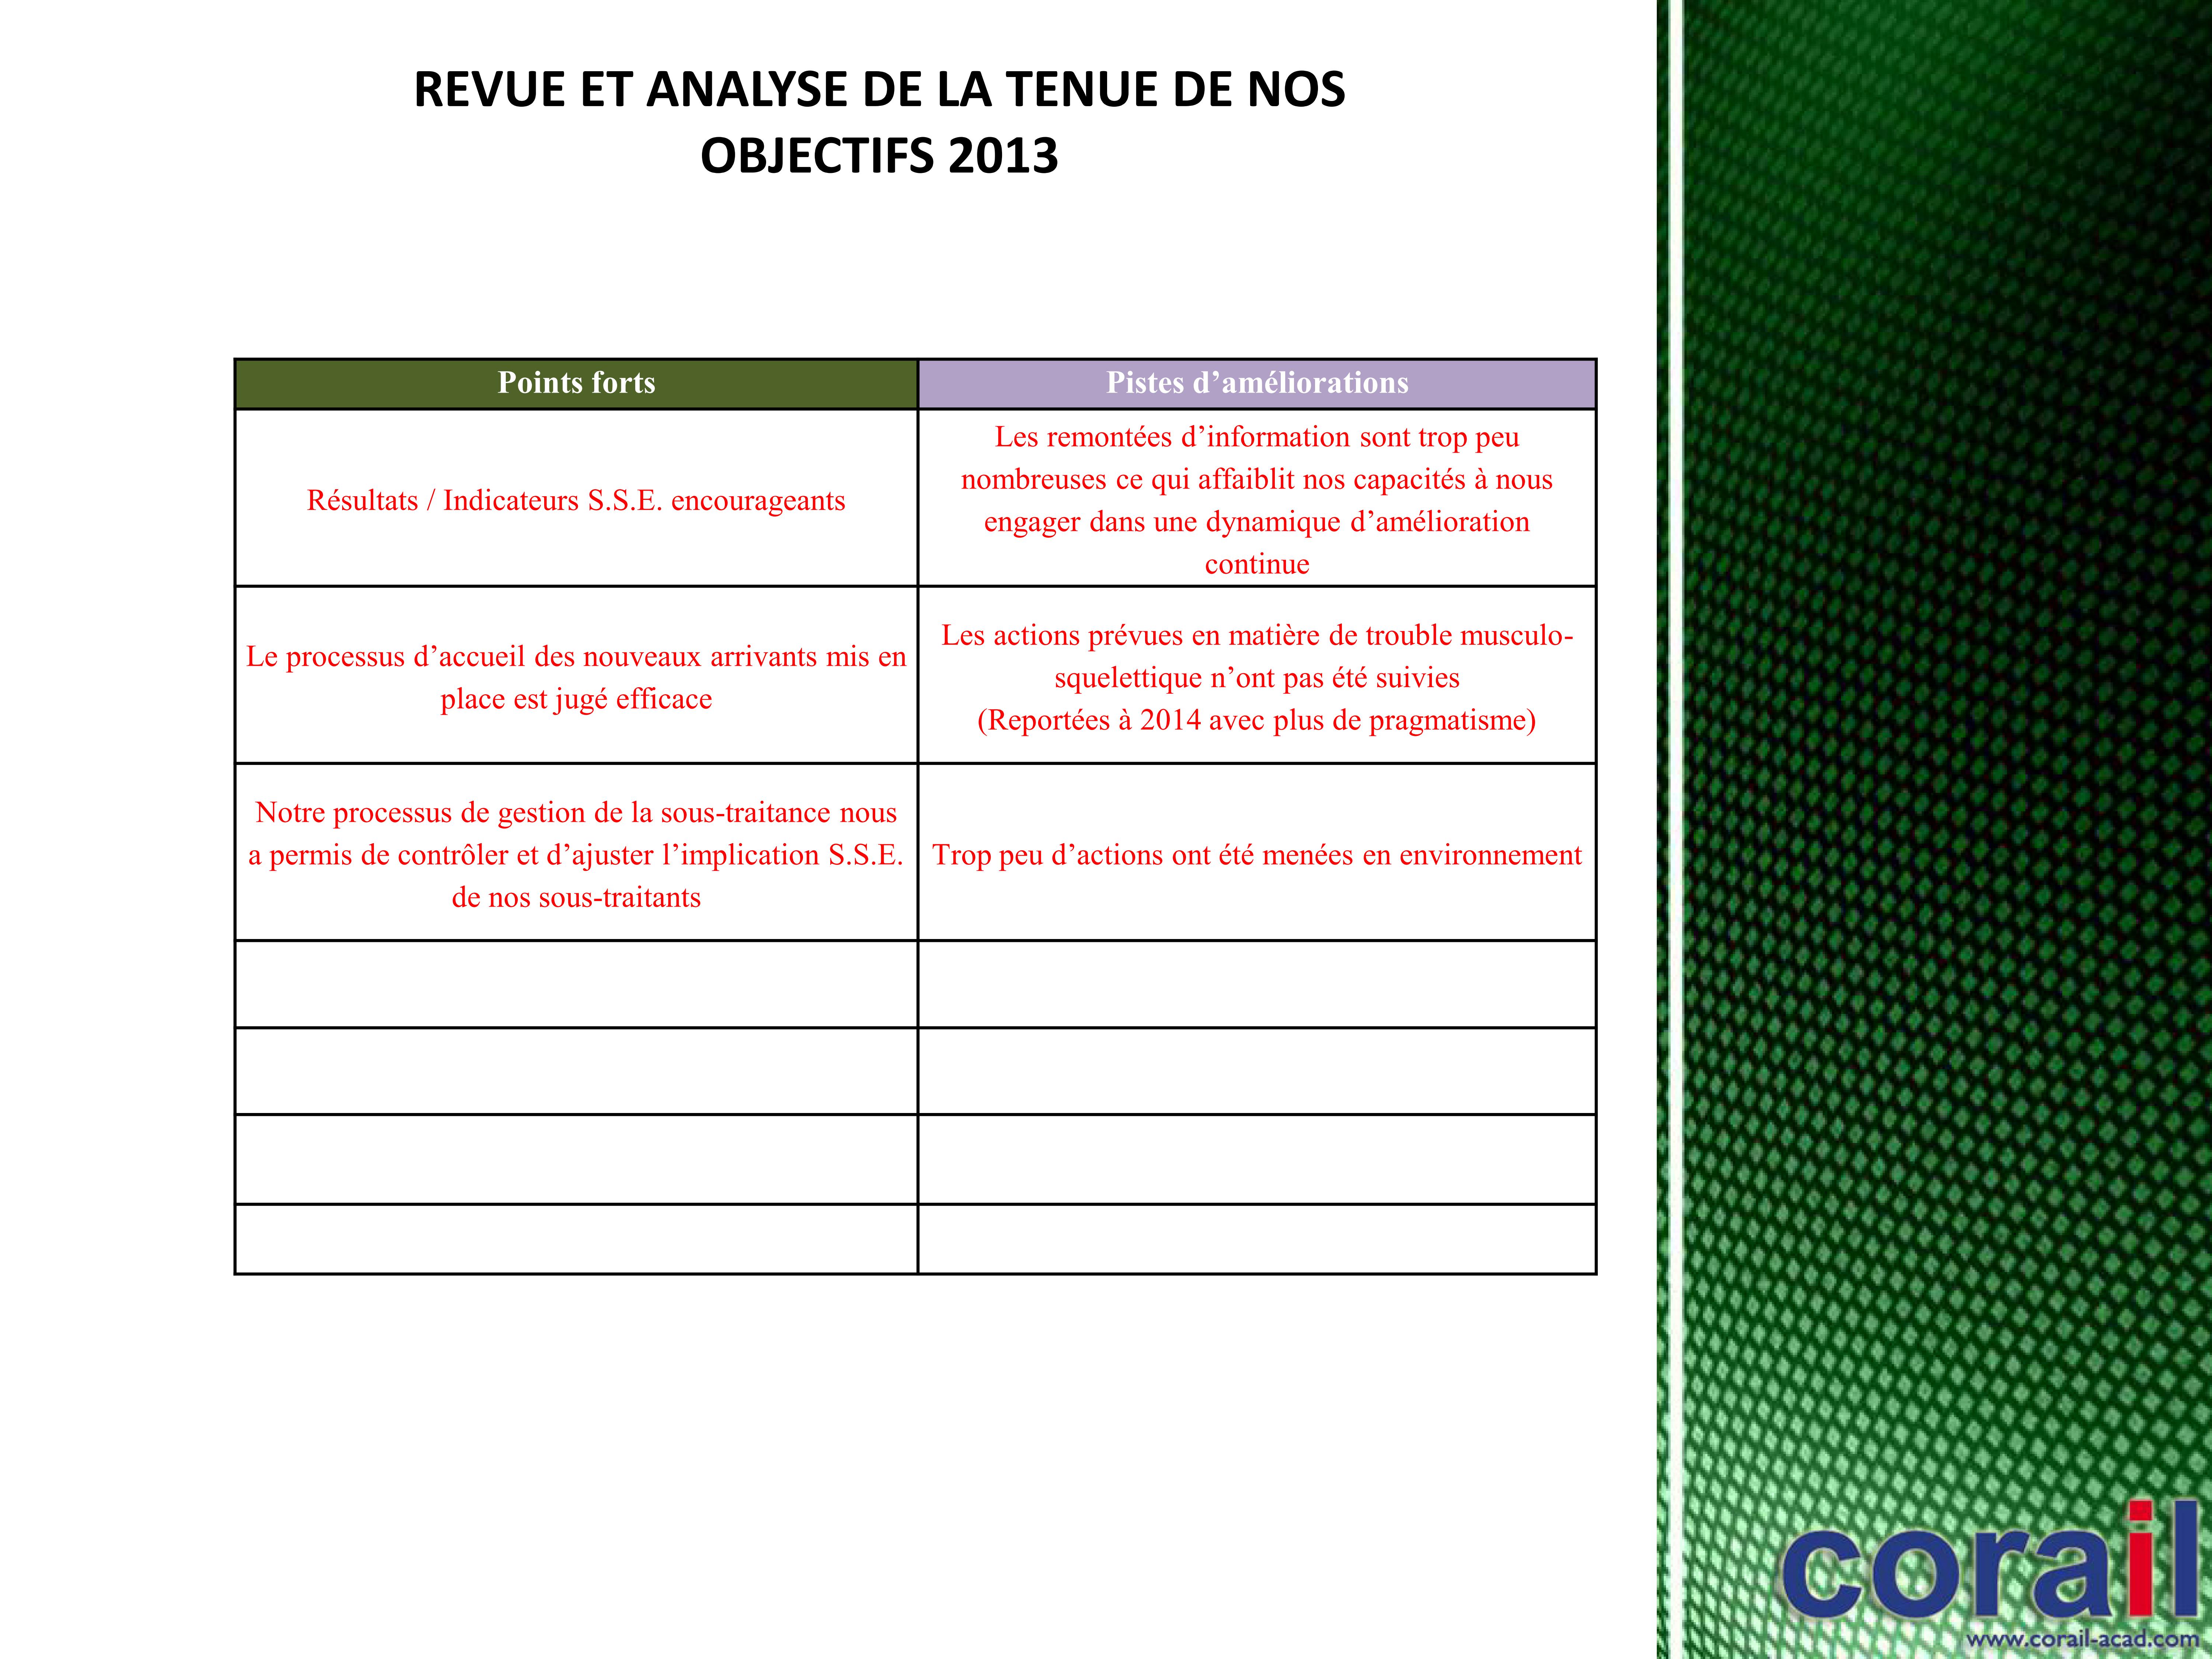 REVUE ET ANALYSE DE LA TENUE DE NOS
OBJECTIFS 2013
Points forts
Pistes d’améliorations
Résultats / Indicateurs S.S.E. encourageants
Les remontées d’information sont trop peu
nombreuses ce qui affaiblit nos capacités à nous
engager dans une dynamique d’amélioration
continue
Le processus d’accueil des nouveaux arrivants mis en
place est jugé efficace
Les actions prévues en matière de trouble musculo-
squelettique n’ont pas été suivies
(Reportées à 2014 avec plus de pragmatisme)
Notre processus de gestion de la sous-traitance nous
a permis de contrôler et d’ajuster l’implication S.S.E.
de nos sous-traitants
Trop peu d’actions ont été menées en environnement
corail
www.corail-acad.com